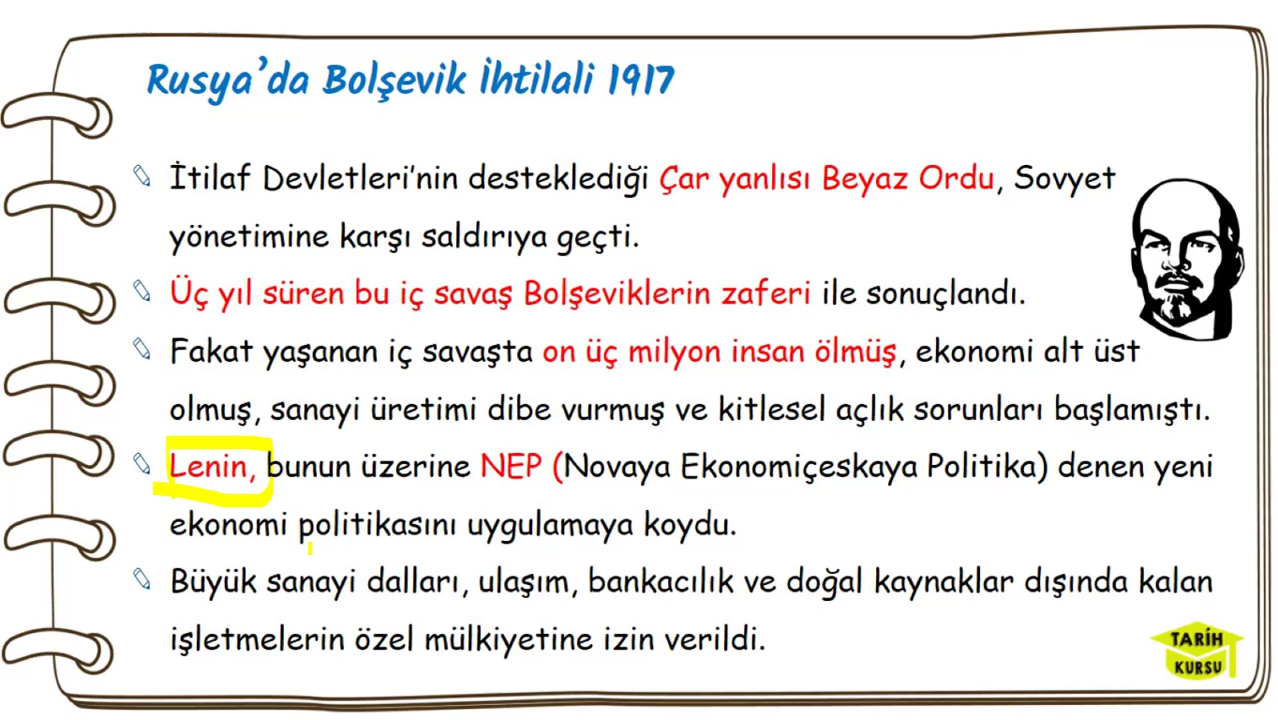 Rusya'da Bolşevik İhtilali 1917
İtilaf Devletleri'nin desteklediği Çar yanlısı Beyaz Ordu, Sovyet
yönetimine karşı saldırıya geçti.
Üç yıl süren bu iç savaş Bolşeviklerin zaferi ile sonuçlandı.
Fakat yaşanan iç savaşta on üç milyon insan ölmüş, ekonomi alt üst
olmuş, sanayi üretimi dibe vurmuş ve kitlesel açlık sorunları başlamıştı.
Lenin, bunun üzerine NEP (Novaya Ekonomiçeskaya Politika) denen yeni
ekonomi politikasını uygulamaya koydu.
Büyük sanayi dalları, ulaşım, bankacılık ve doğal kaynaklar dışında kalan
işletmelerin özel mülkiyetine izin verildi.
TARİH
KURSU